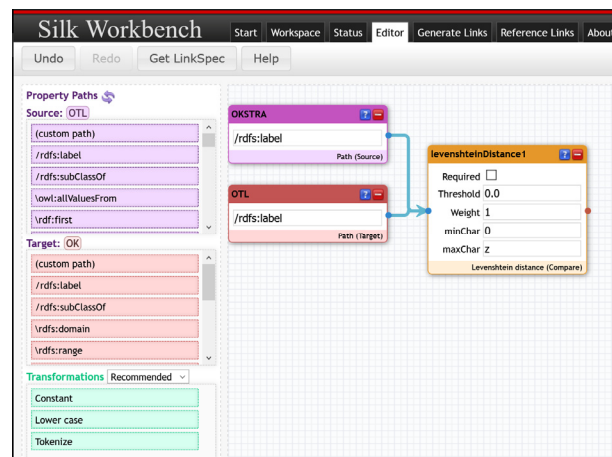 Silk Workbench
Start Workspace Status Editor Generate Links Reference Links About
Undo Redo Get LinkSpec Help
Property Paths
Source: OTL
(custom path)
/rdfs:label
/rdfs:subClassOf
\owl:allValuesFrom
\rdf:first
Target: OK
(custom path)
/rdfs:label
/rdfs:subClassOf
\rdfs:domain
\rdfs:range
Transformations Recommended
Constant
Lower case
Tokenize
OKSTRA ?
/rdfs:label
Path (Source)
OTL ?
/rdfs:label
Path (Target)
levenshteinDistance1 ?
Required
Threshold 0.0
Weight 1
minChar 0
maxChar z
Levenshtein distance (Compare)